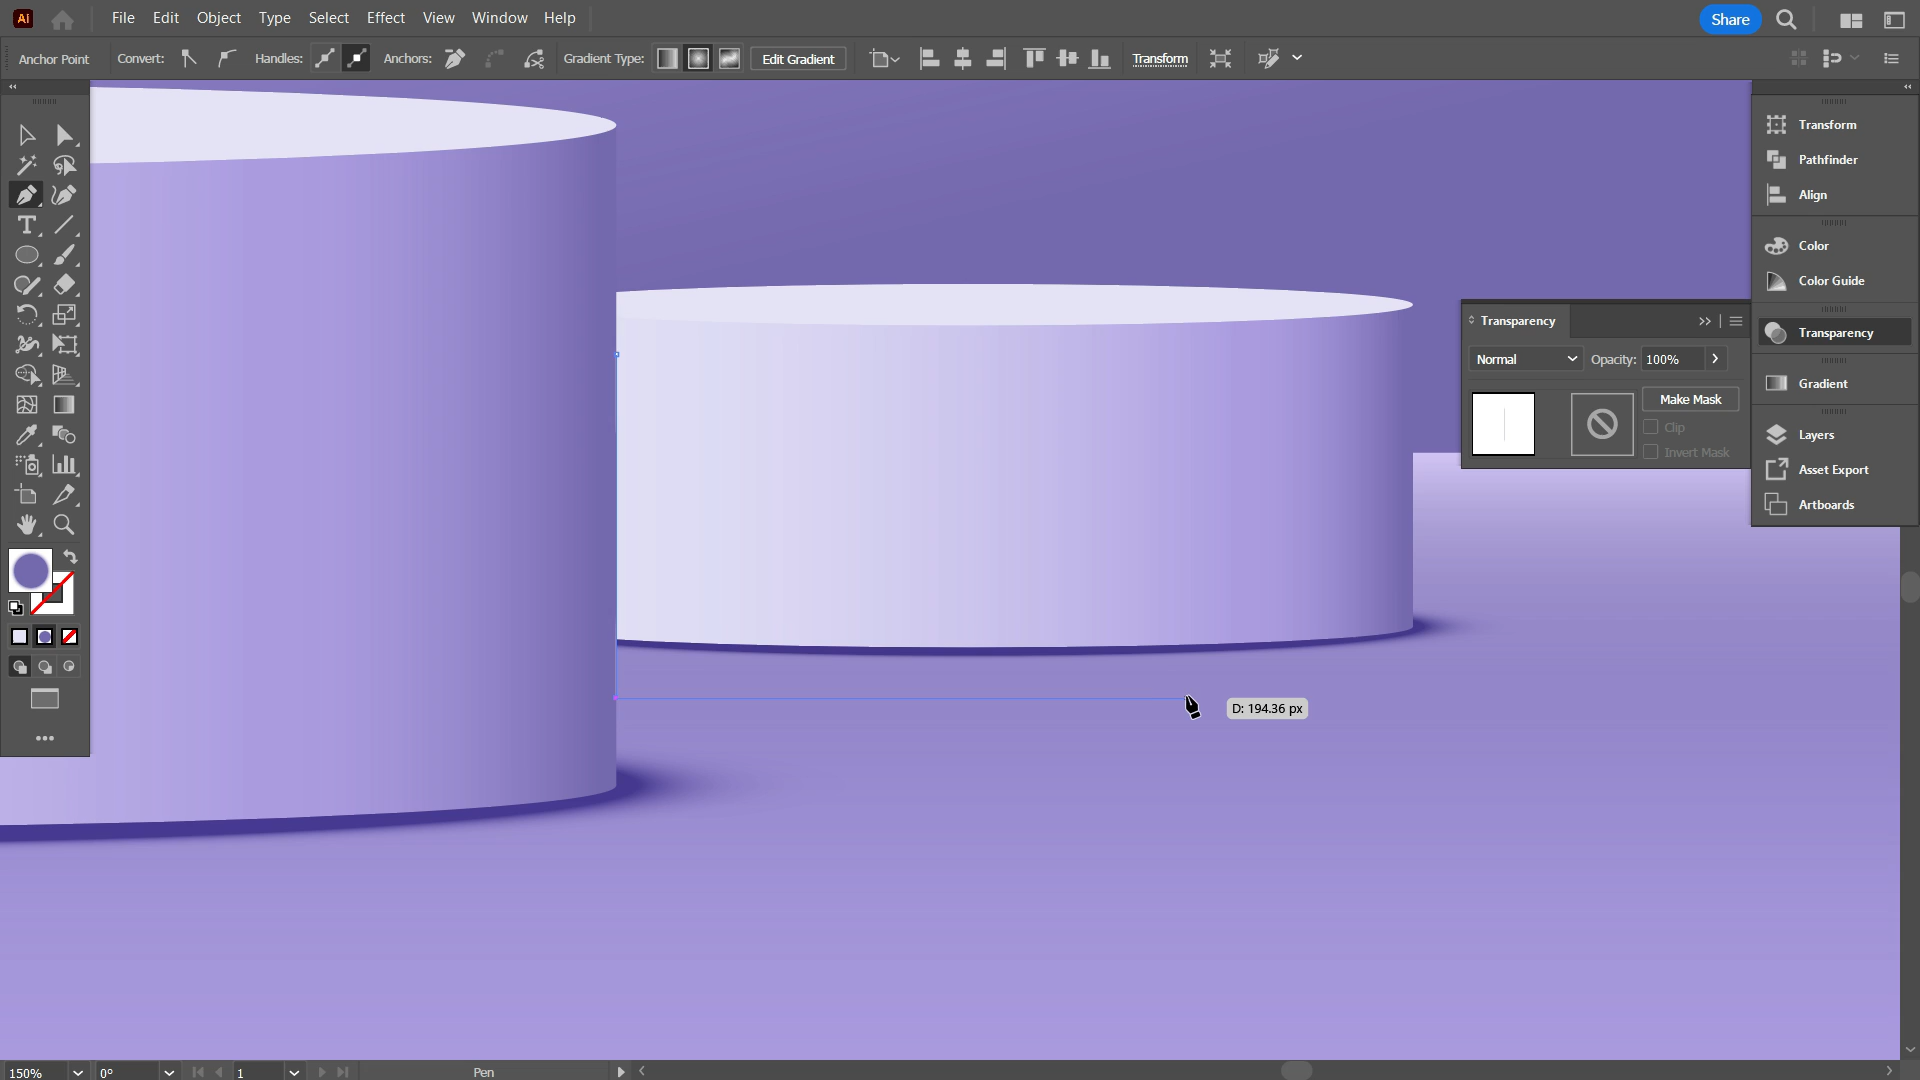 Ai File Edit Object Type Select Effect View Window Help Share
Anchor Point Convert: Handles: Anchors: Gradient Type: Edit Gradient Transform
Transform
Pathfinder
Align
Color
Color Guide
Transparency
Gradient
Layers
Asset Export
Artboards
Transparency
Normal Opacity: 100%
Make Mask
Clip
Invert Mask
D: 194.36 px
150% 0° 1 Pen